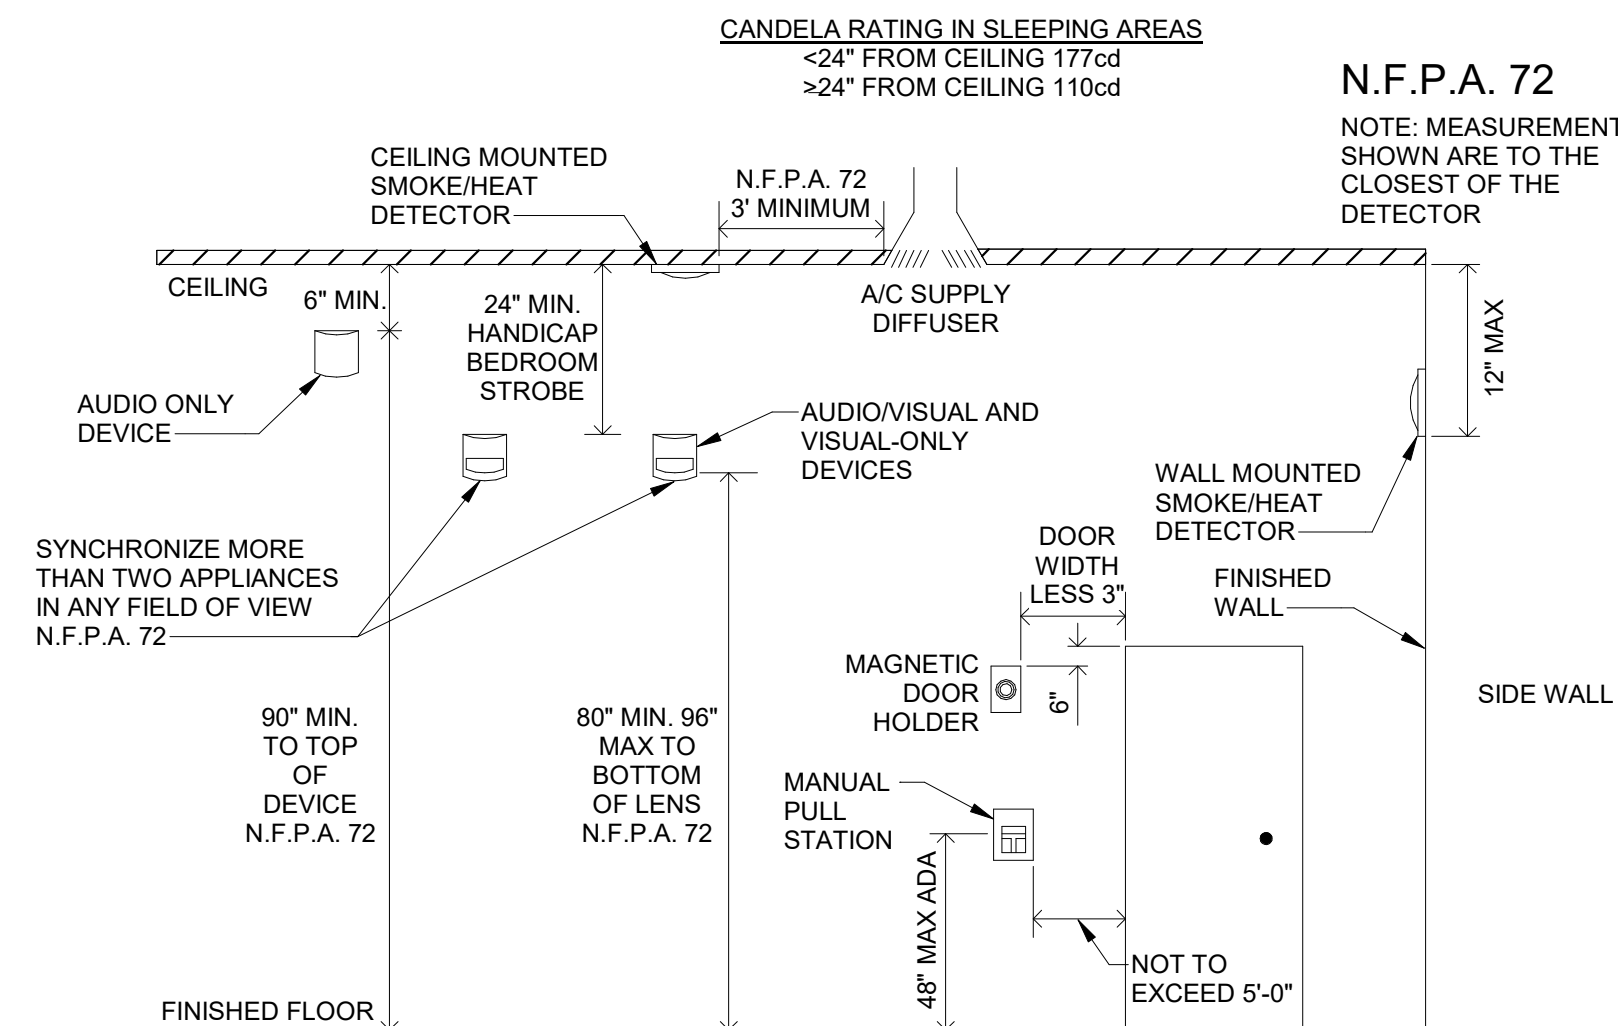 CANDELA RATING IN SLEEPING AREAS
<24" FROM CEILING 177cd
≥24" FROM CEILING 110cd
N.F.P.A. 72
NOTE: MEASUREMENT
SHOWN ARE TO THE
CLOSEST OF THE
DETECTOR
CEILING MOUNTED
SMOKE/HEAT
DETECTOR
N.F.P.A. 72
3' MINIMUM
CEILING
6" MIN.
24" MIN.
HANDICAP
BEDROOM
STROBE
A/C SUPPLY
DIFFUSER
12" MAX
AUDIO ONLY
DEVICE
AUDIO/VISUAL AND
VISUAL-ONLY
DEVICES
WALL MOUNTED
SMOKE/HEAT
DETECTOR
SYNCHRONIZE MORE
THAN TWO APPLIANCES
IN ANY FIELD OF VIEW
N.F.P.A. 72
DOOR
WIDTH
LESS 3"
FINISHED
WALL
MAGNETIC
DOOR
HOLDER
6"
SIDE WALL
90" MIN.
TO TOP
OF
DEVICE
N.F.P.A. 72
80" MIN. 96"
MAX TO
BOTTOM
OF LENS
N.F.P.A. 72
MANUAL
PULL
STATION
48" MAX ADA
NOT TO
EXCEED 5'-0"
FINISHED FLOOR